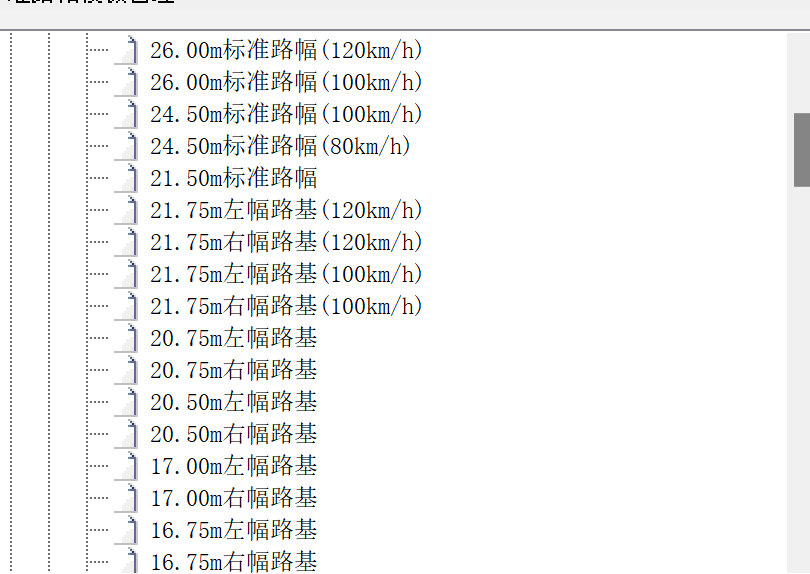 26.00m标准路幅(120km/h)
26.00m标准路幅(100km/h)
24.50m标准路幅(100km/h)
24.50m标准路幅(80km/h)
21.50m标准路幅
21.75m左幅路基(120km/h)
21.75m右幅路基(120km/h)
21.75m左幅路基(100km/h)
21.75m右幅路基(100km/h)
20.75m左幅路基
20.75m右幅路基
20.50m左幅路基
20.50m右幅路基
17.00m左幅路基
17.00m右幅路基
16.75m左幅路基
16.75m右幅路基